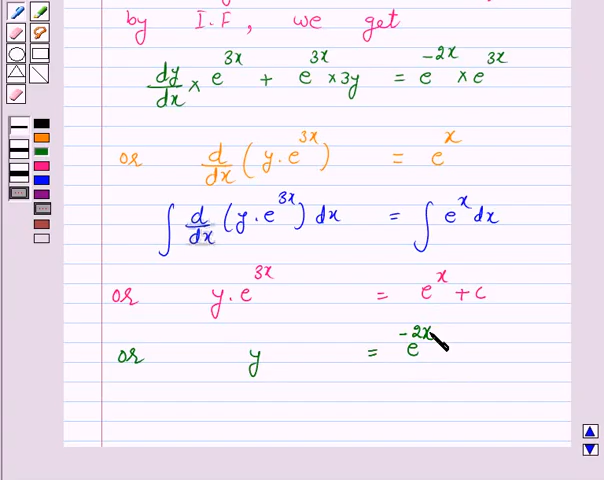 by I.F, we get
dy/dx × e^3x + e^3x × 3y = e^-2x × e^3x
or d/dx (y.e^3x) = e^x
∫ d/dx (y.e^3x) dx = ∫ e^x dx
or y.e^3x = e^x + c
or y = e^-2x